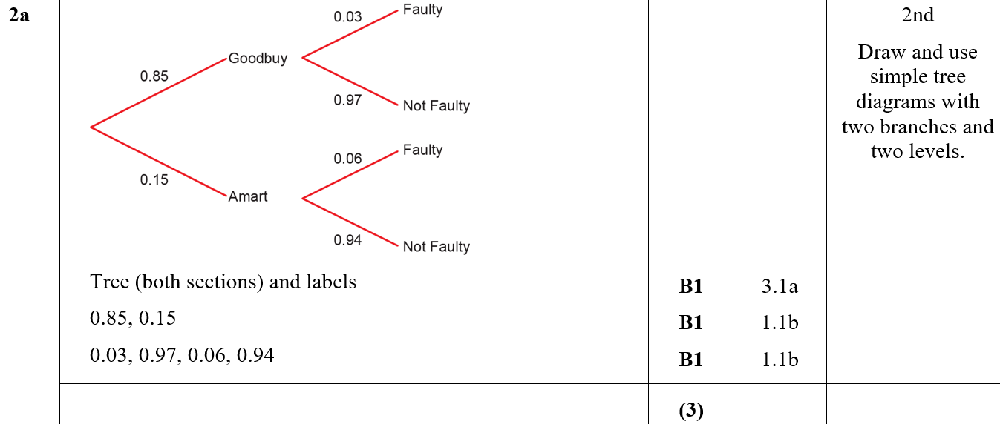 2a
0.03
Faulty
Goodbuy
0.85
0.97
Not Faulty
0.06
Faulty
0.15
Amart
0.94
Not Faulty
2nd
Draw and use
simple tree
diagrams with
two branches and
two levels.
Tree (both sections) and labels
B1
3.1a
0.85, 0.15
B1
1.1b
0.03, 0.97, 0.06, 0.94
B1
1.1b
(3)